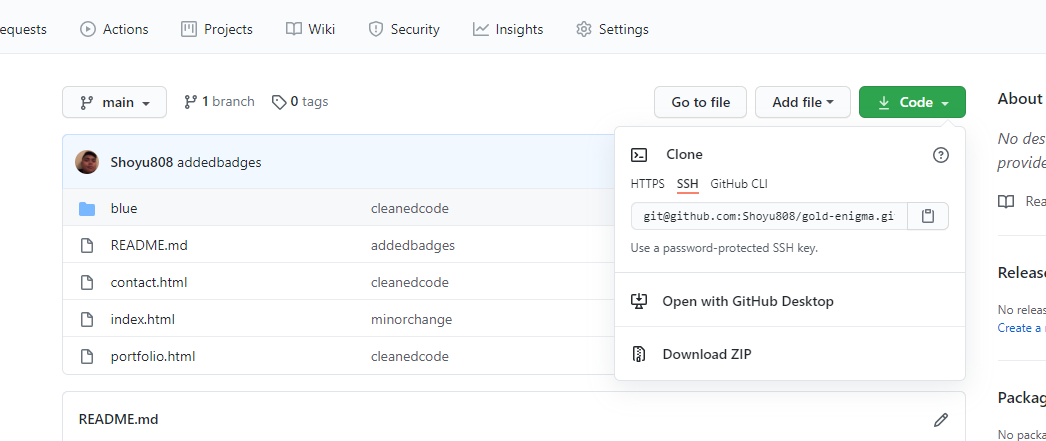 equests Actions Projects Wiki Security Insights Settings
main 1 branch 0 tags Go to file Add file Code
About
No des
provide
Rea
Clone
HTTPS SSH GitHub CLI
git@github.com:Shoyu808/gold-enigma.gi
Use a password-protected SSH key.
Open with GitHub Desktop
Download ZIP
Shoyu808 addedbadges
blue cleanedcode
README.md addedbadges
contact.html cleanedcode
index.html minorchange
portfolio.html cleanedcode
Release
No releas
Create a
Packag
No packa
README.md